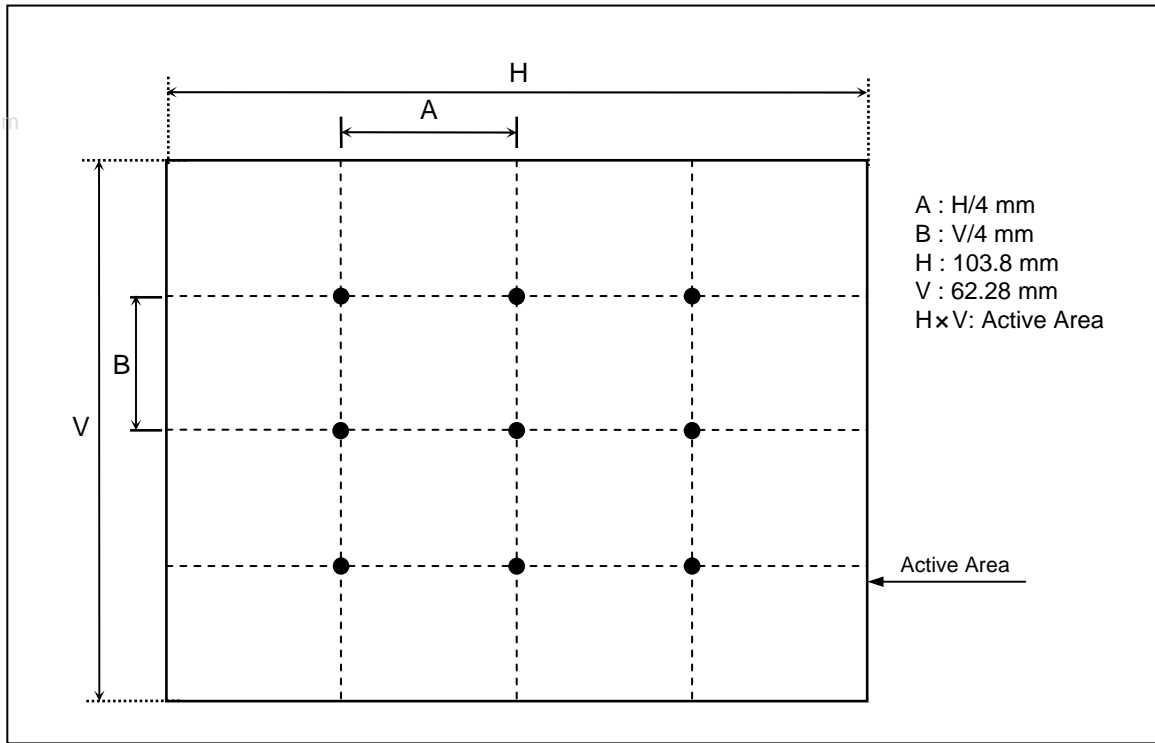 H
A
m
A : H/4 mm
B : V/4 mm
H : 103.8 mm
V : 62.28 mm
H×V: Active Area
B
V
Active Area